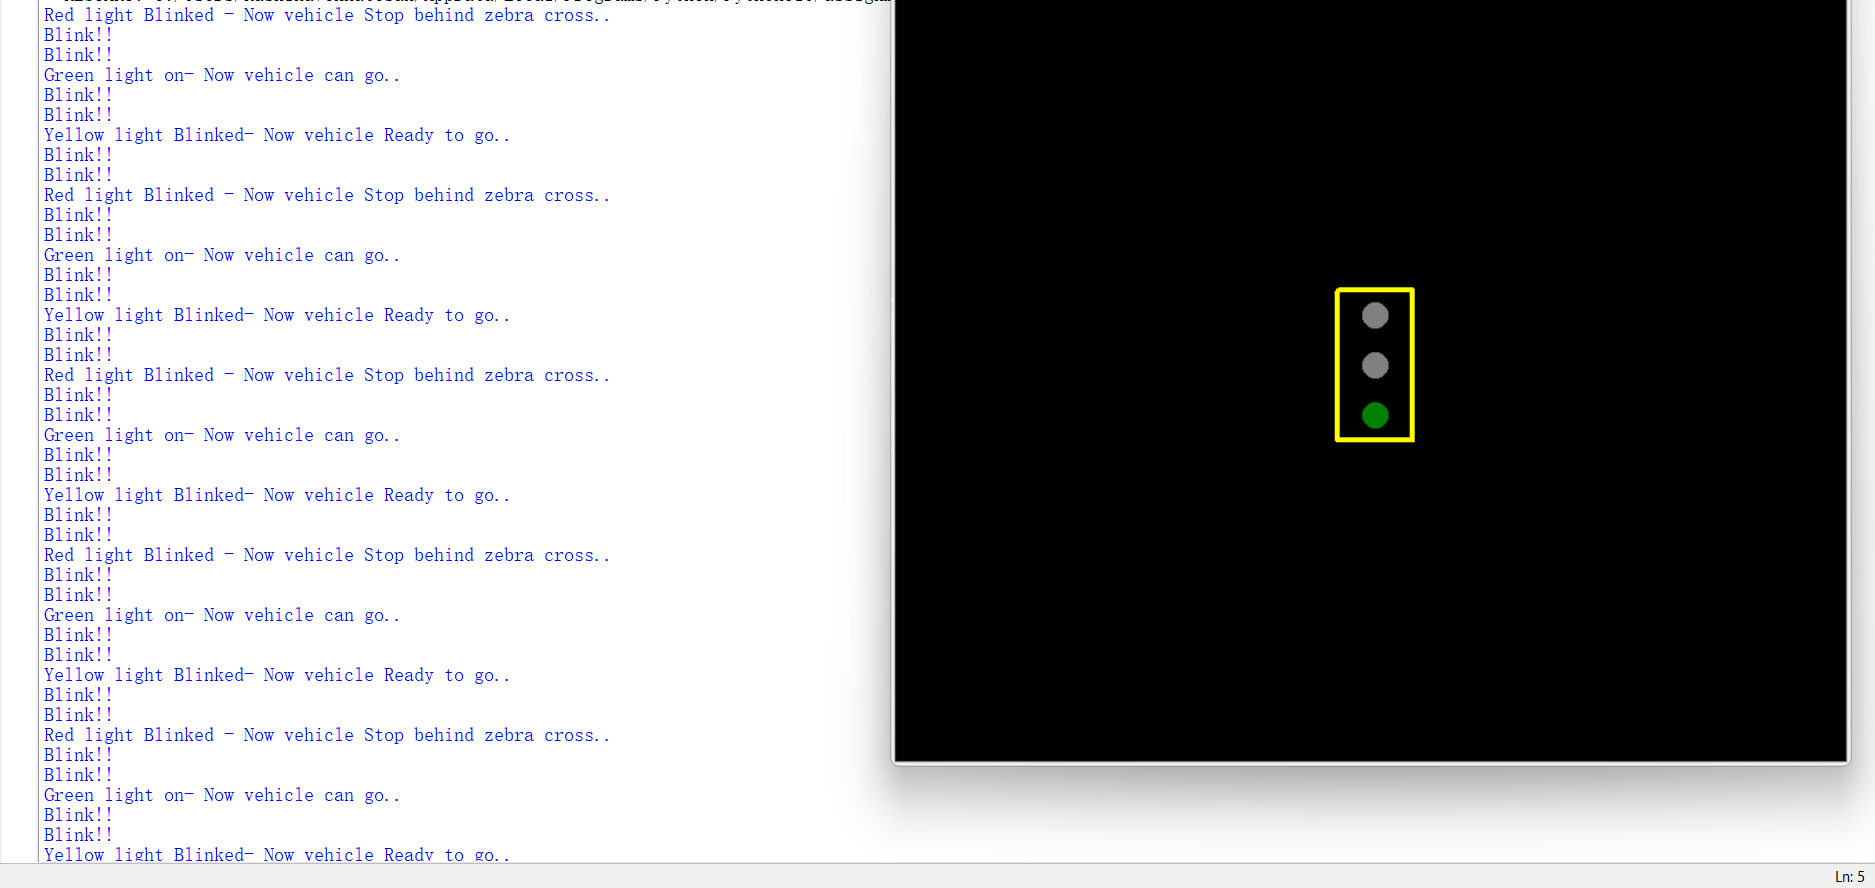 Red light Blinked - Now vehicle Stop behind zebra cross..
Blink!!
Blink!!
Green light on- Now vehicle can go..
Blink!!
Blink!!
Yellow light Blinked- Now vehicle Ready to go..
Blink!!
Blink!!
Red light Blinked - Now vehicle Stop behind zebra cross..
Blink!!
Blink!!
Green light on- Now vehicle can go..
Blink!!
Blink!!
Yellow light Blinked- Now vehicle Ready to go..
Blink!!
Blink!!
Red light Blinked - Now vehicle Stop behind zebra cross..
Blink!!
Blink!!
Green light on- Now vehicle can go..
Blink!!
Blink!!
Yellow light Blinked- Now vehicle Ready to go..
Blink!!
Blink!!
Red light Blinked - Now vehicle Stop behind zebra cross..
Blink!!
Blink!!
Green light on- Now vehicle can go..
Blink!!
Blink!!
Yellow light Blinked- Now vehicle Ready to go..
Blink!!
Blink!!
Red light Blinked - Now vehicle Stop behind zebra cross..
Blink!!
Blink!!
Green light on- Now vehicle can go..
Blink!!
Blink!!
Yellow light Blinked- Now vehicle Ready to go..
Ln: 5